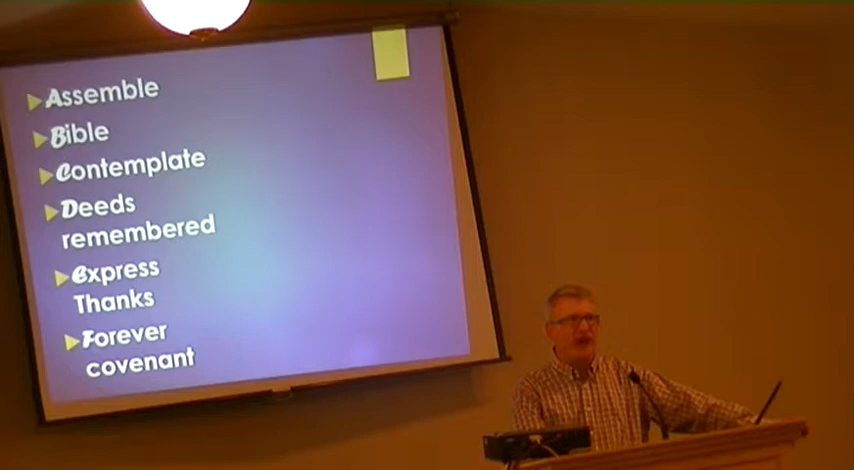 Assemble
Bible
Contemplate
Deeds
remembered
Express
Thanks
Forever
covenant